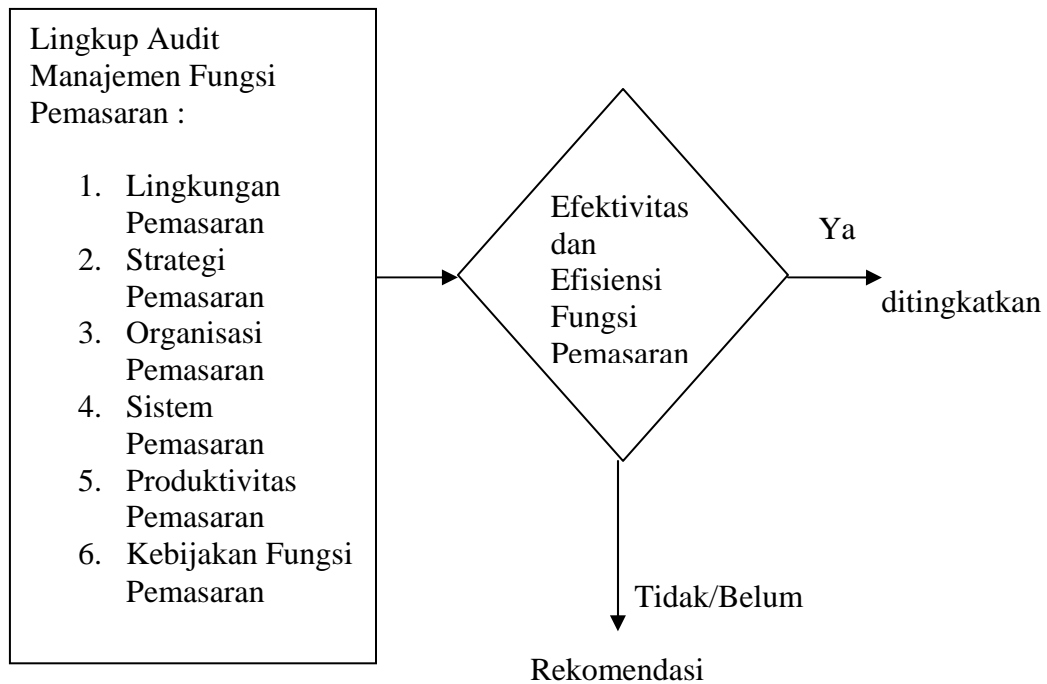 Lingkup Audit
Manajemen Fungsi
Pemasaran :
1. Lingkungan
Pemasaran
2. Strategi
Pemasaran
3. Organisasi
Pemasaran
4. Sistem
Pemasaran
5. Produktivitas
Pemasaran
6. Kebijakan Fungsi
Pemasaran
Efektivitas
dan
Efisiensi
Fungsi
Pemasaran
Ya
ditingkatkan
Tidak/Belum
Rekomendasi